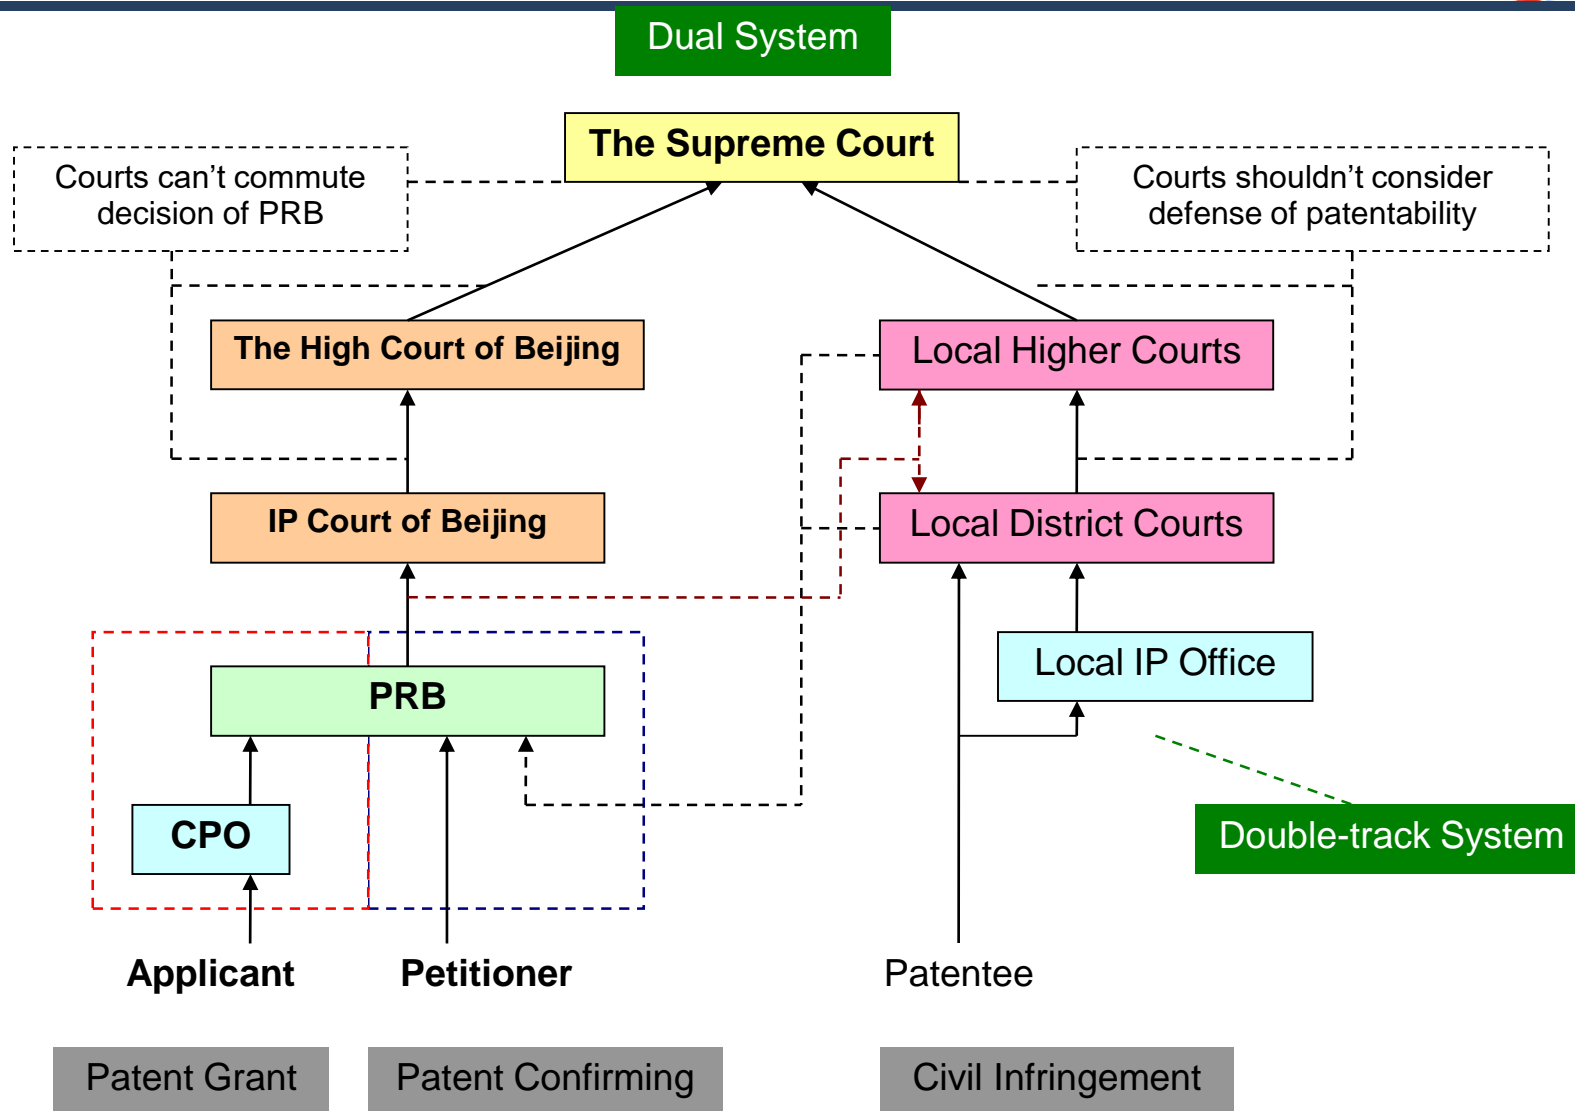 Dual System
The Supreme Court
Courts can’t commute
decision of PRB
Courts shouldn’t consider
defense of patentability
The High Court of Beijing
Local Higher Courts
IP Court of Beijing
Local District Courts
Local IP Office
PRB
CPO
Double-track System
Applicant
Petitioner
Patentee
Patent Grant
Patent Confirming
Civil Infringement